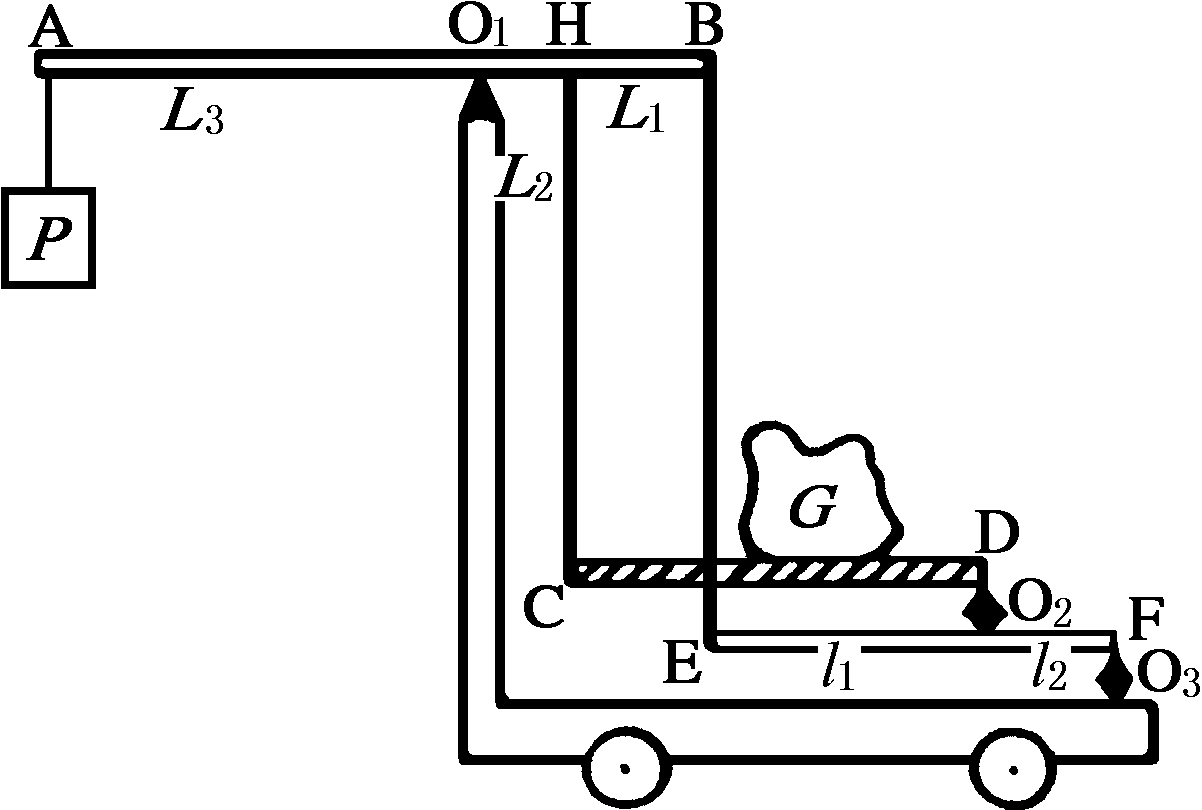 A O₁ H B
L₃ L₁
L₂
P
G
D
C O₂ F
E l₁ l₂ O₃